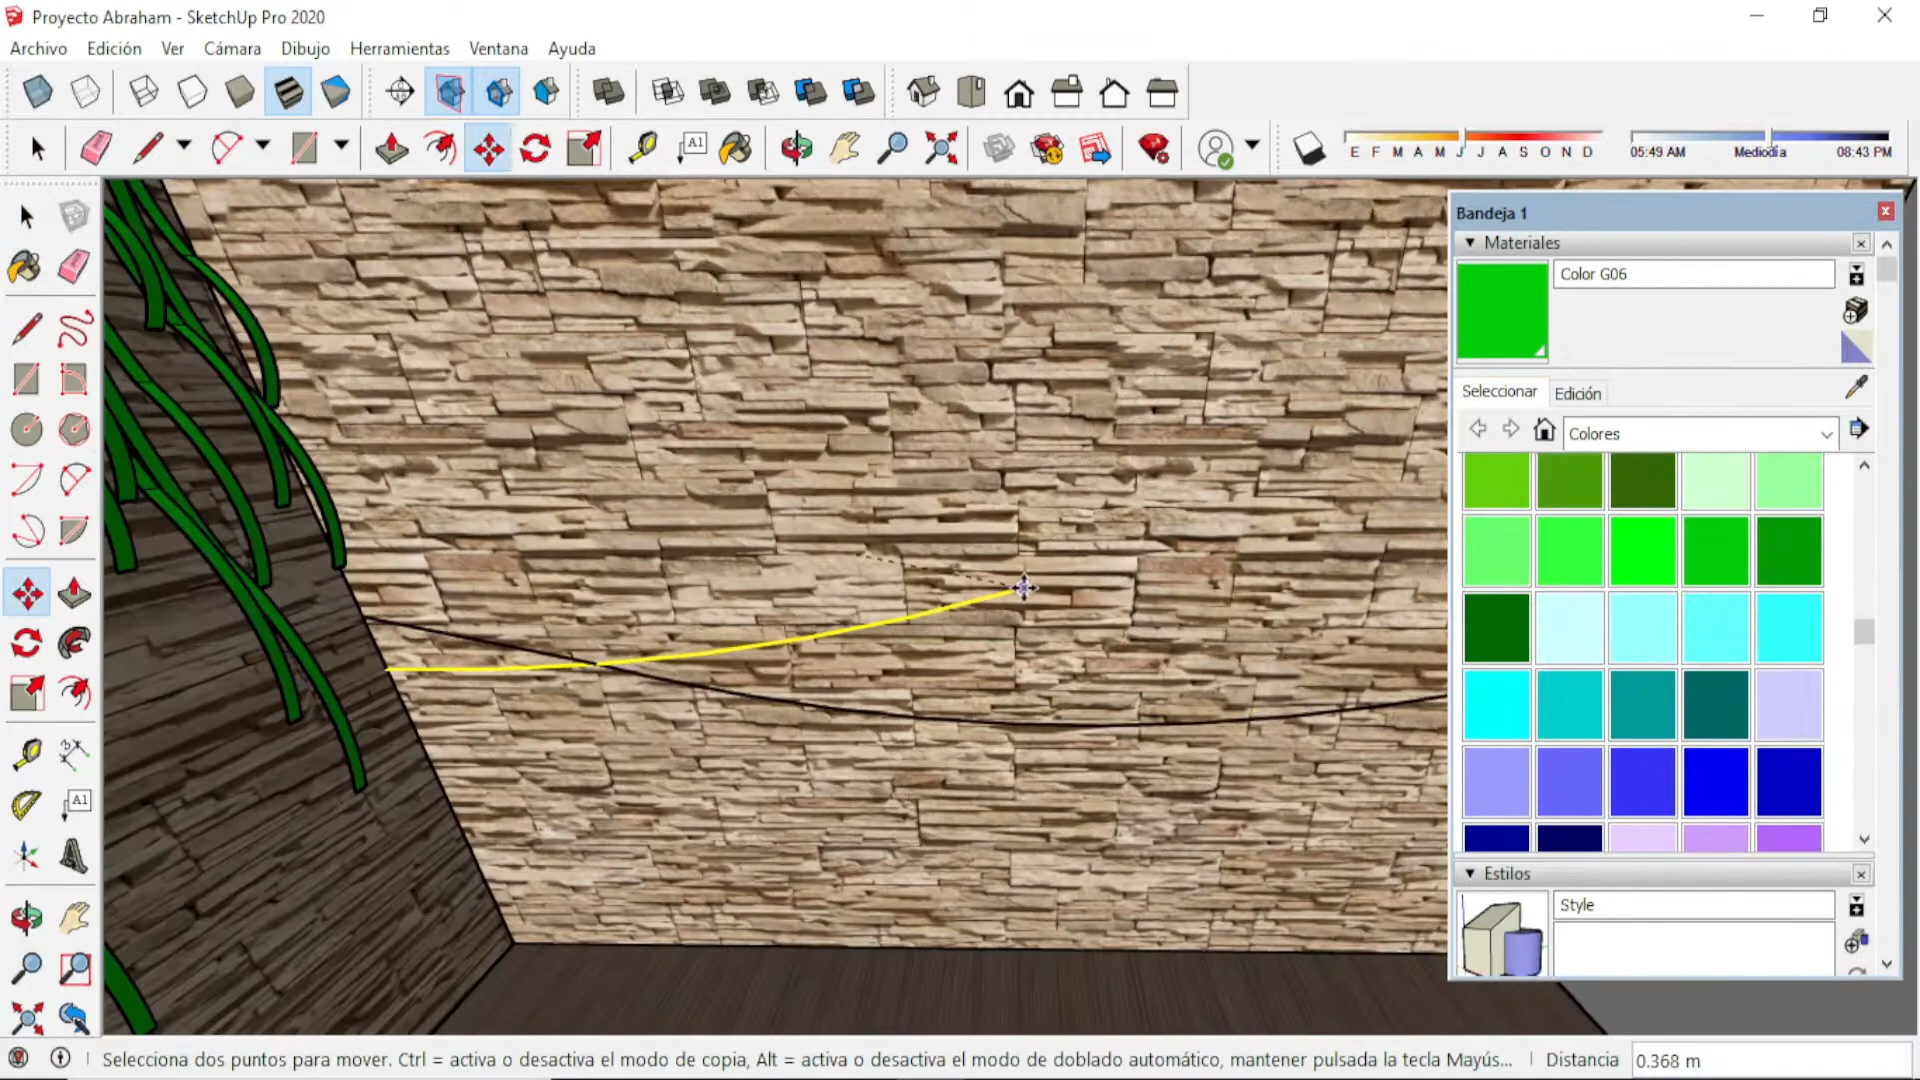 Proyecto Abraham - SketchUp Pro 2020
Archivo Edición Ver Cámara Dibujo Herramientas Ventana Ayuda
A1
E F M A M J J A S O N D
05:49 AM Mediodía 08:43 PM
Bandeja 1
Materiales
Color G06
Seleccionar Edición
Colores
A1
Estilos
Style
Selecciona dos puntos para mover. Ctrl = activa o desactiva el modo de copia, Alt = activa o desactiva el modo de doblado automático, mantener pulsada la tecla Mayús... Distancia 0.368 m